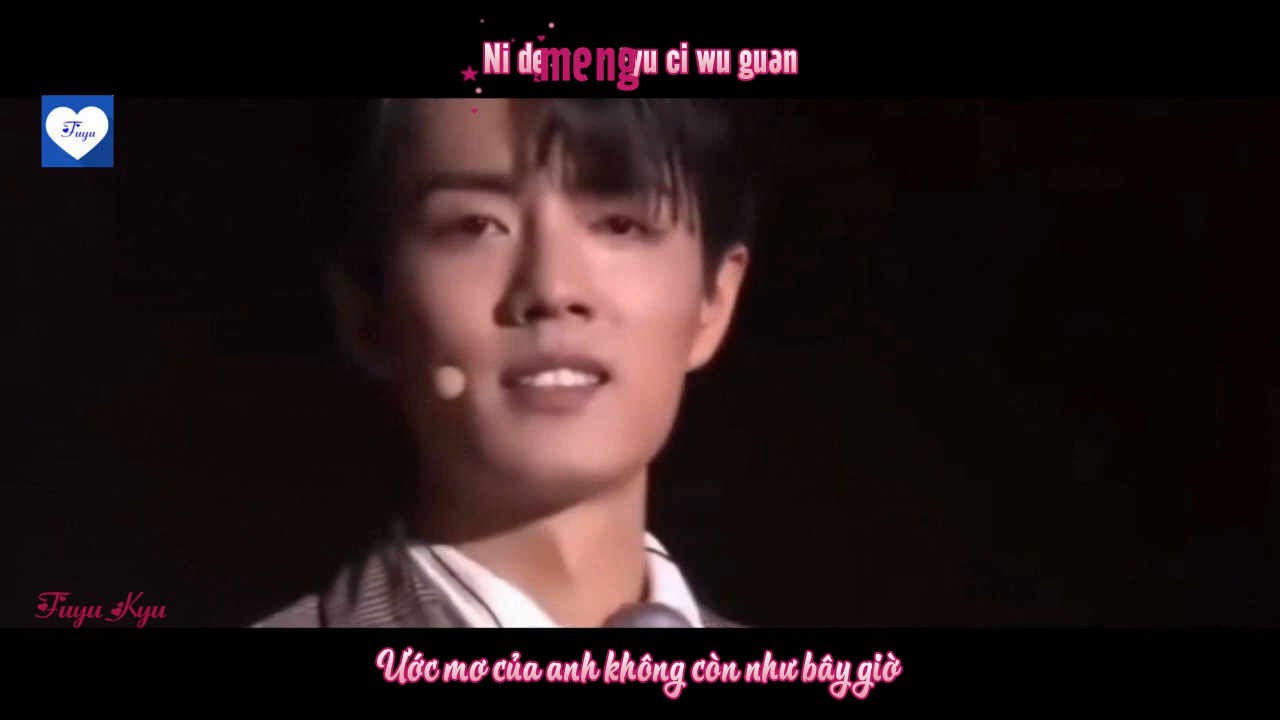 Ni de meng yu ci wu guan
Fuyu
Fuyu Kyu
Ước mơ của anh không còn như bây giờ